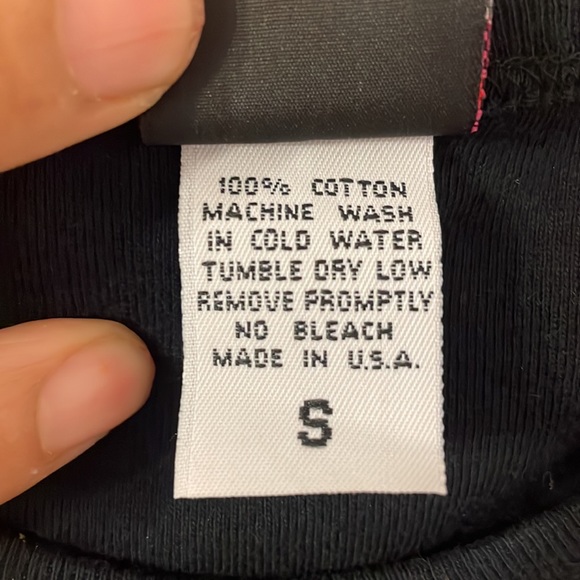 100% COTTON
MACHINE WASH
IN COLD WATER
TUMBLE DRY LOW
REMOVE PROMPTLY
NO BLEACH
MADE IN U.S.A.
S